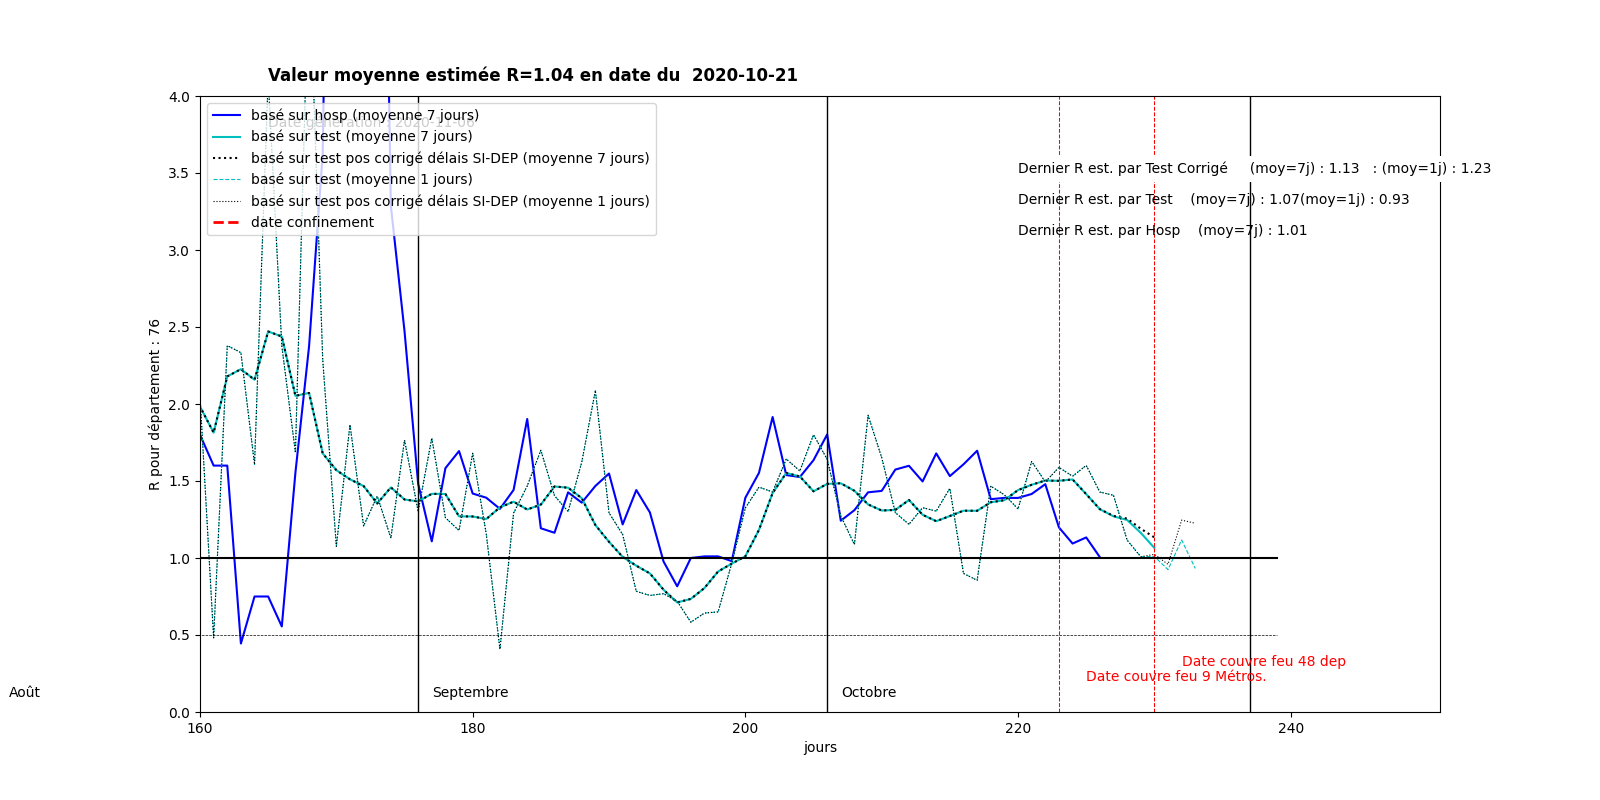 Valeur moyenne estimée R=1.04 en date du  2020-10-21
4.0
3.5
3.0
2.5
2.0
1.5
1.0
0.5
0.0
R pour département : 76
basé sur hosp (moyenne 7 jours)
Date génération : 2020-11-06
basé sur test (moyenne 7 jours)
basé sur test pos corrigé délais SI-DEP (moyenne 7 jours)
basé sur test (moyenne 1 jours)
basé sur test pos corrigé délais SI-DEP (moyenne 1 jours)
date confinement
Dernier R est. par Test Corrigé     (moy=7j) : 1.13   : (moy=1j) : 1.23
Dernier R est. par Test    (moy=7j) : 1.07(moy=1j) : 0.93
Dernier R est. par Hosp    (moy=7j) : 1.01
Date couvre feu 48 dep
Date couvre feu 9 Métros.
Août
Septembre
Octobre
160 180 200 220 240
jours